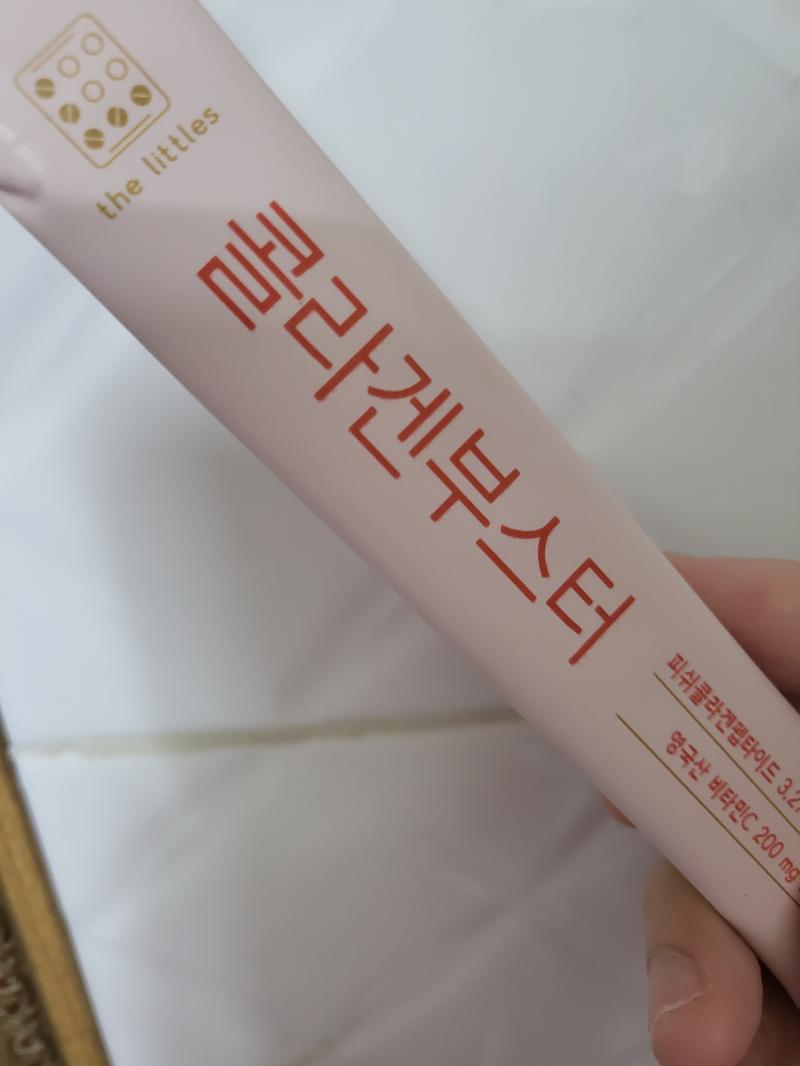 the littles
콜라겐부스터
피쉬콜라겐펩타이드
영국산 비타민C 200 mg